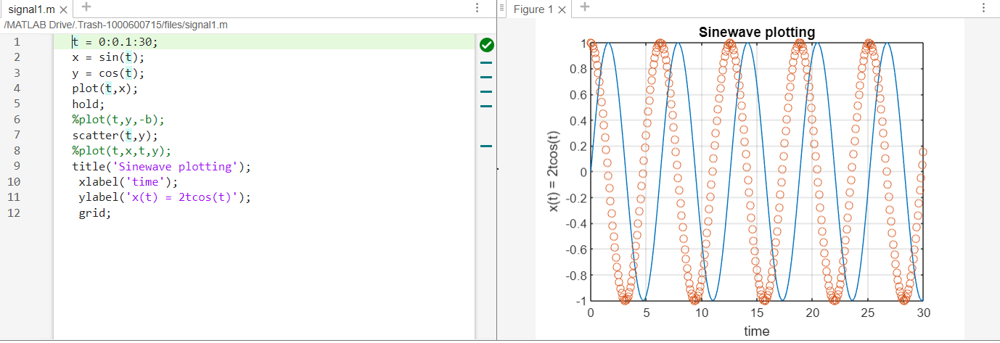 signal1.m
/MATLAB Drive/.Trash-1000600715/files/signal1.m
1 t = 0:0.1:30;
2 x = sin(t);
3 y = cos(t);
4 plot(t,x);
5 hold;
6 %plot(t,y,-b);
7 scatter(t,y);
8 %plot(t,x,t,y);
9 title('Sinewave plotting');
10 xlabel('time');
11 ylabel('x(t) = 2tcos(t)');
12 grid;
Figure 1
Sinewave plotting
x(t) = 2tcos(t)
1
0.8
0.6
0.4
0.2
0
-0.2
-0.4
-0.6
-0.8
-1
0 5 10 15 20 25 30
time